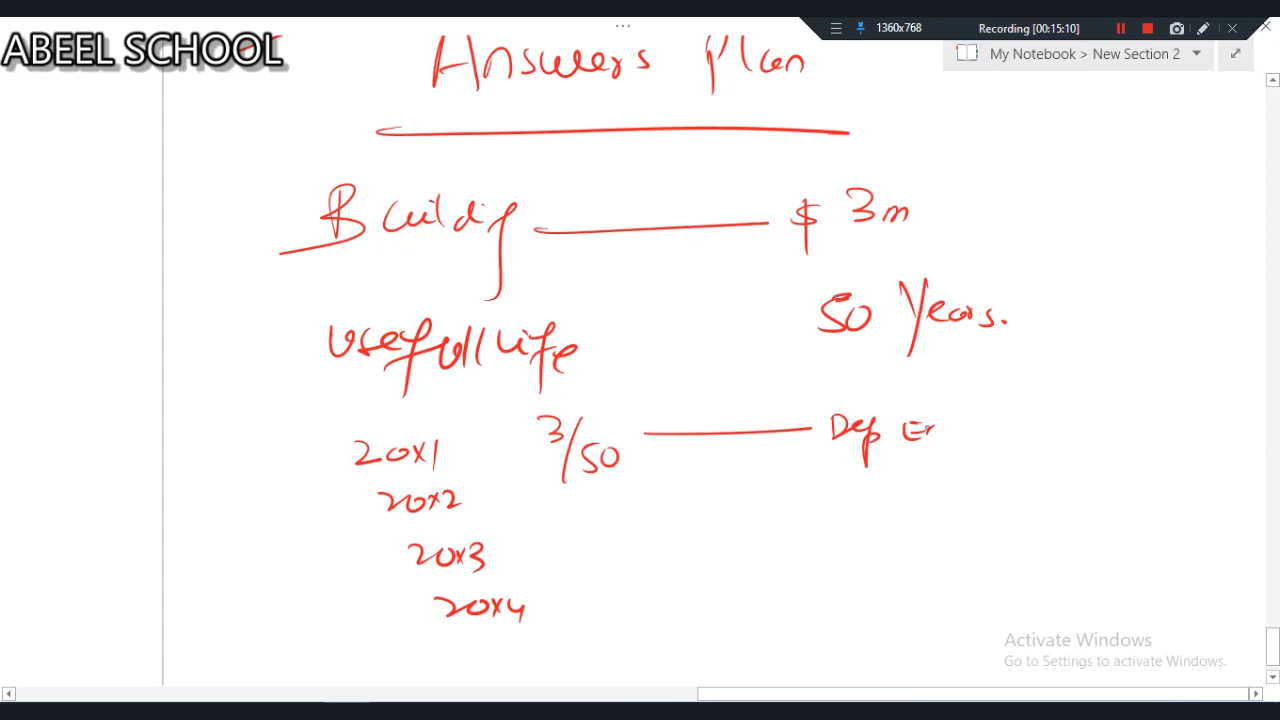 1360x768
Recording [00:15:10]
ABEEL SCHOOL
My Notebook > New Section 2
Answers Plan
Building $ 3m
50 Years.
Usefull life
3/50 Dep Ex
20x1
20x2
20x3
20x4
Activate Windows
Go to Settings to activate Windows.